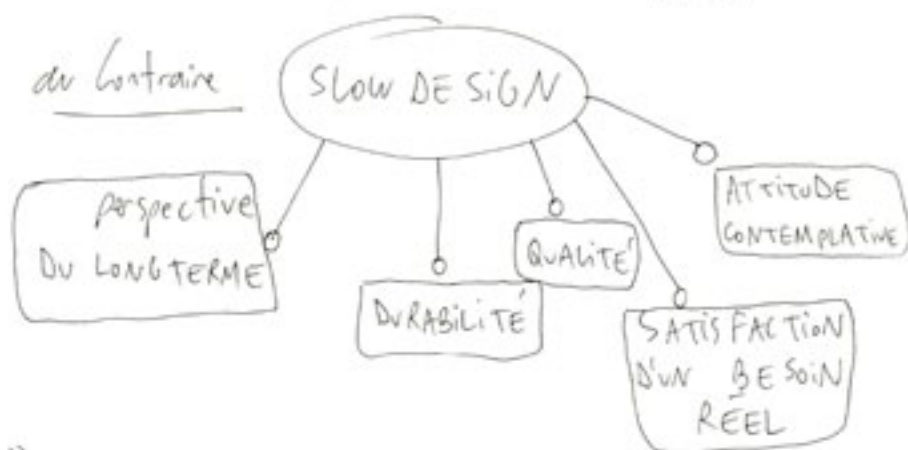 au Contraire
SLOW DESIGN
perspective
DU LONG TERME
DURABILITÉ
QUALITÉ
SATISFACTION
D'UN BESOIN
RÉEL
ATTITUDE
CONTEMPLATIVE